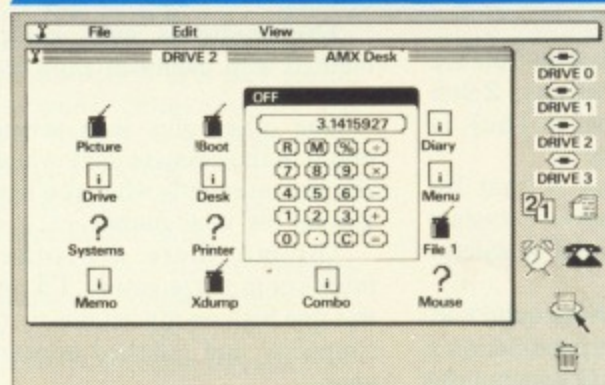 File Edit View
DRIVE 2 AMX Desk
OFF
3.1415927
R M % ÷
7 8 9 ×
4 5 6 −
1 2 3 +
0 · C =
Picture !Boot Diary
Drive Desk Menu
Systems Printer File 1
Memo Xdump Combo Mouse
DRIVE 0
DRIVE 1
DRIVE 2
DRIVE 3
2 1